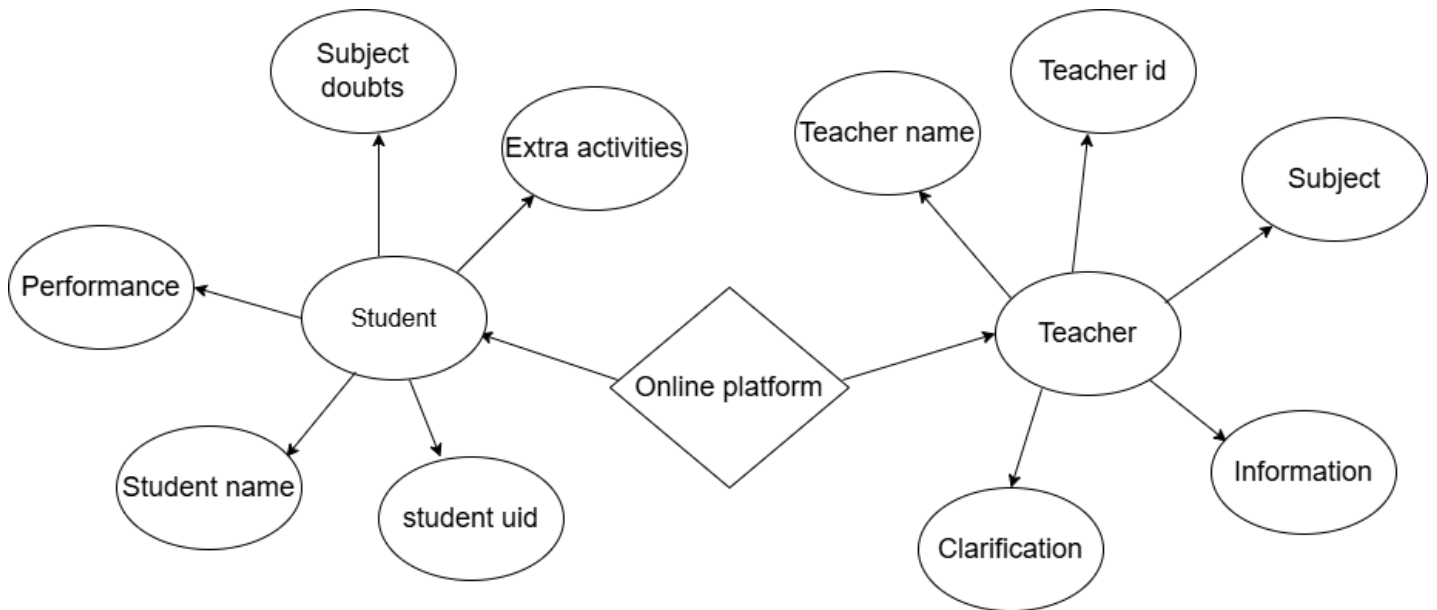 Subject
doubts
Teacher id
Teacher name
Extra activities
Subject
Performance
Student
Teacher
Online platform
Student name
student uid
Information
Clarification